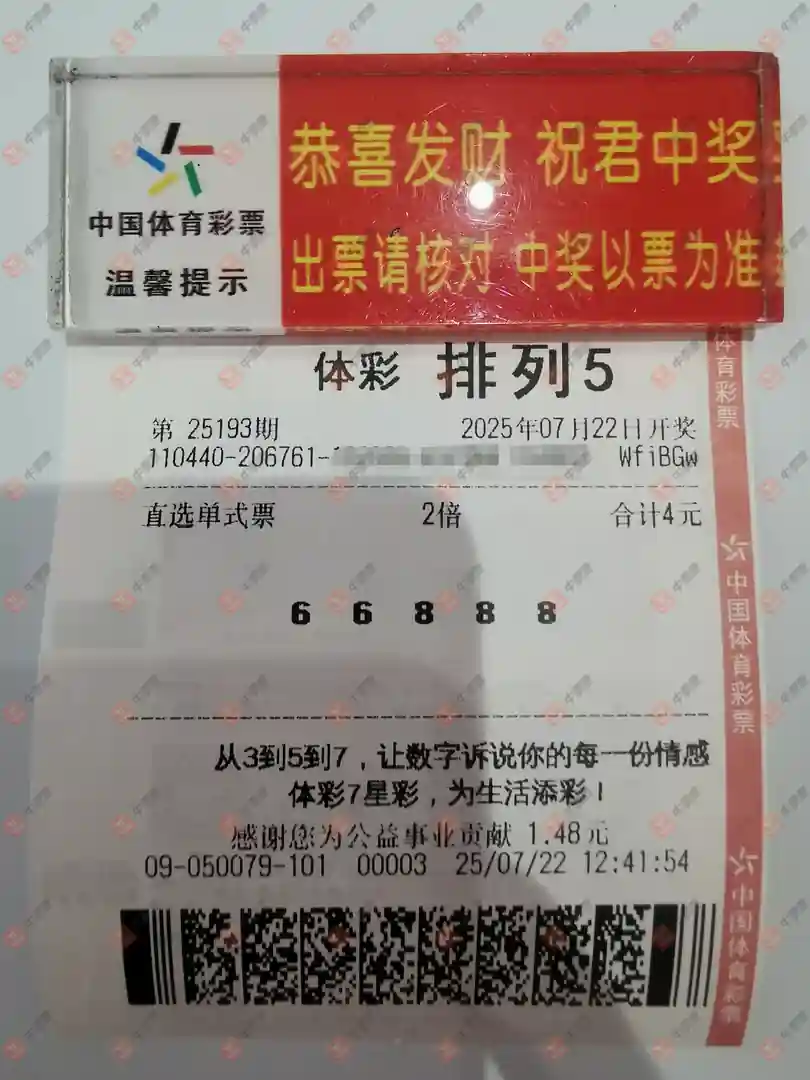 中国体育彩票
温馨提示
恭喜发财 祝君中奖
出票请核对 中奖以票为准
体彩 排列5
第 25193期 2025年07月22日开奖
110440-206761- WfiBGw
直选单式票 2倍 合计4元
6 6 8 8 8
从3到5到7，让数字诉说你的每一份情感
体彩7星彩，为生活添彩！
感谢您为公益事业贡献 1.48元
09-050079-101 00003 25/07/22 12:41:54
体育彩票
中国体育彩票
中国体育彩票